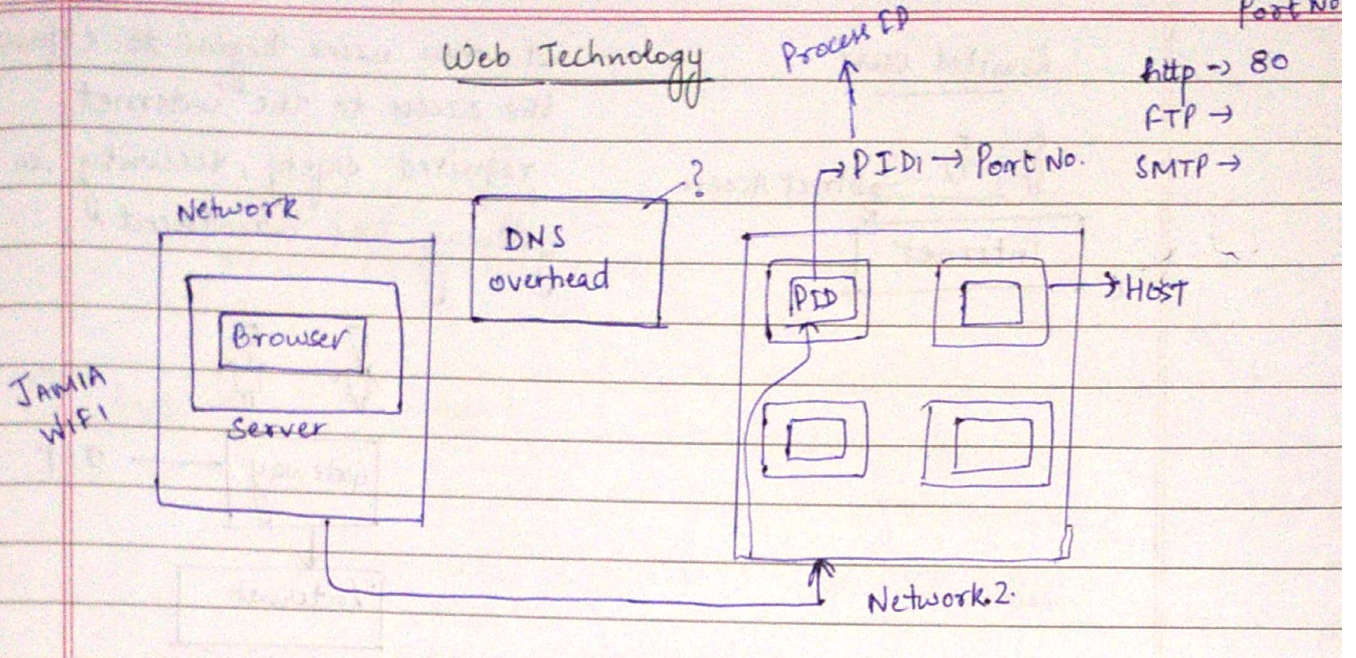 Port No
Web Technology
Process ID
http → 80
FTP →
SMTP →
→ PID1 → Port No.
?
Network
DNS
overhead
PID
→ HOST
Browser
JAMIA
WIFI
Server
Network.2.